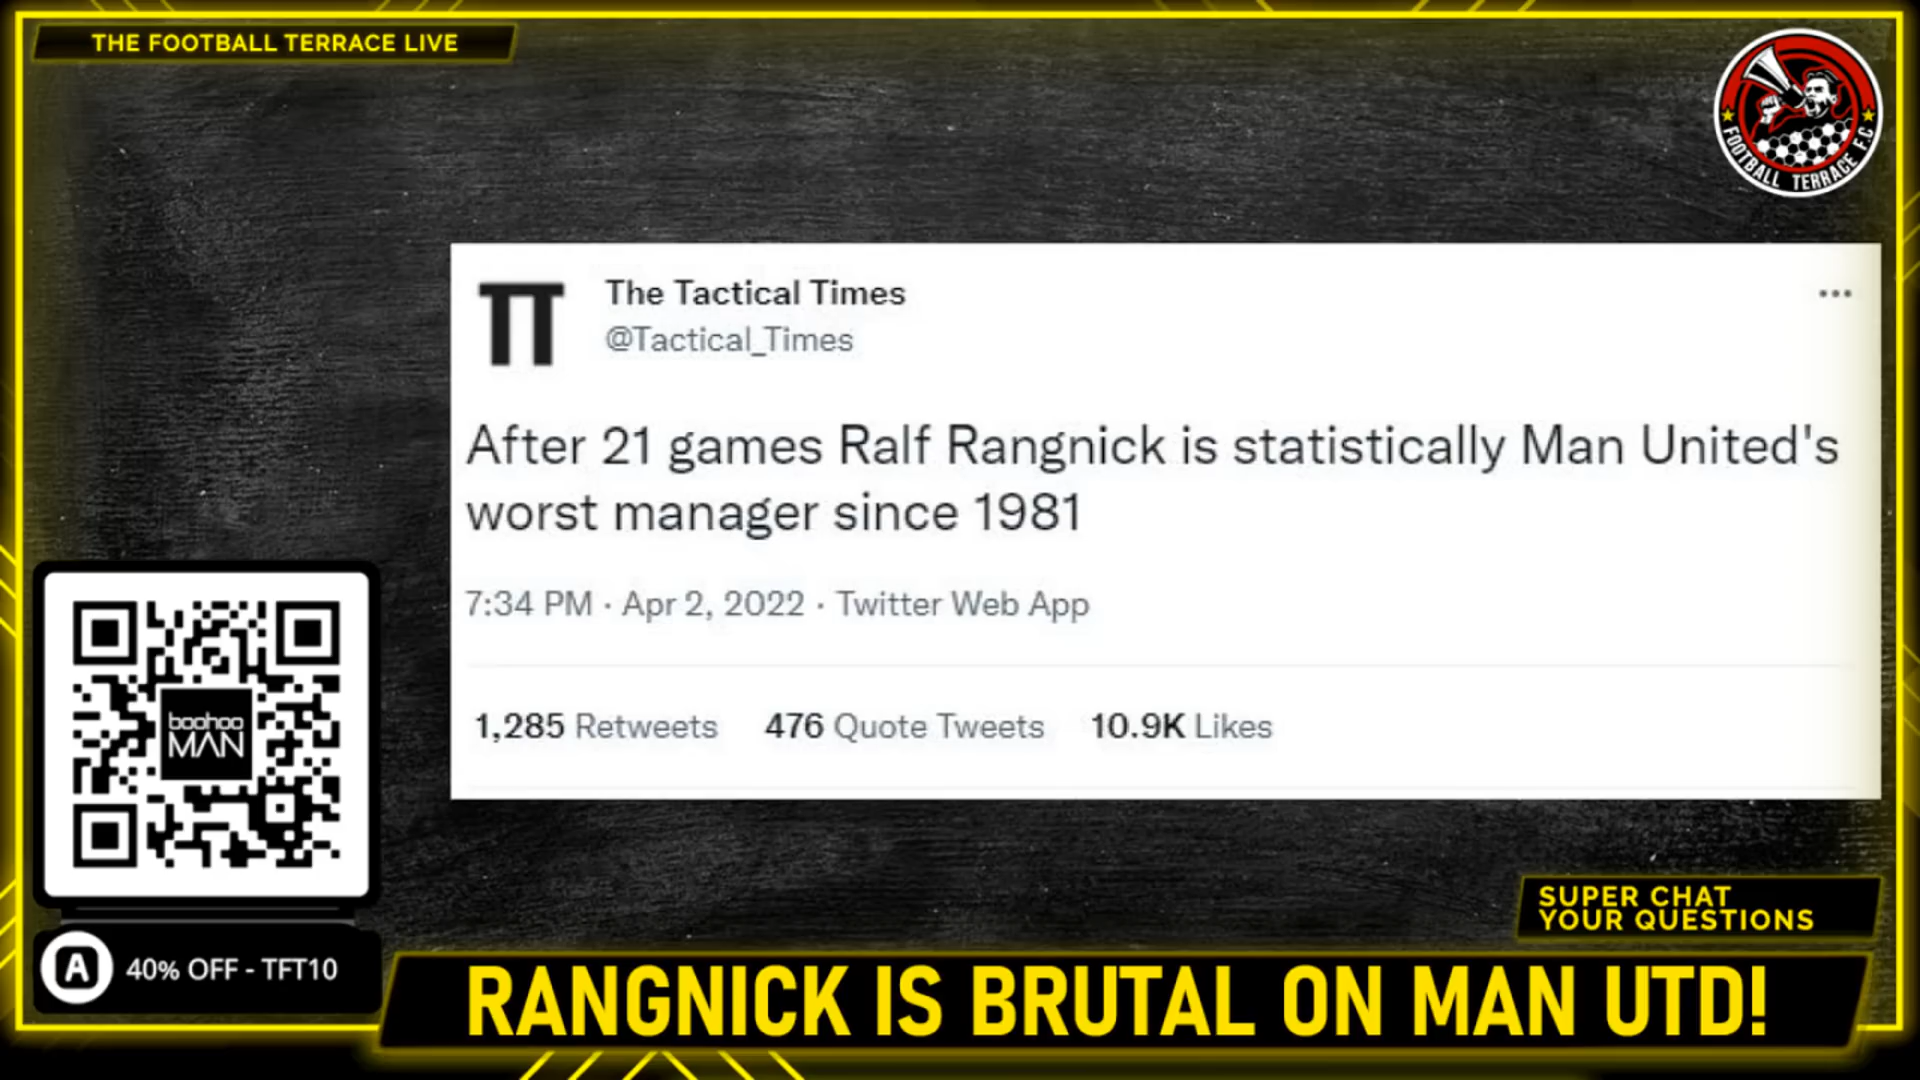 THE FOOTBALL TERRACE LIVE
FOOTBALL TERRACE F.C
The Tactical Times
@Tactical_Times
After 21 games Ralf Rangnick is statistically Man United's
worst manager since 1981
7:34 PM · Apr 2, 2022 · Twitter Web App
1,285 Retweets 476 Quote Tweets 10.9K Likes
boohoo
MAN
A 40% OFF - TFT10
SUPER CHAT
YOUR QUESTIONS
RANGNICK IS BRUTAL ON MAN UTD!